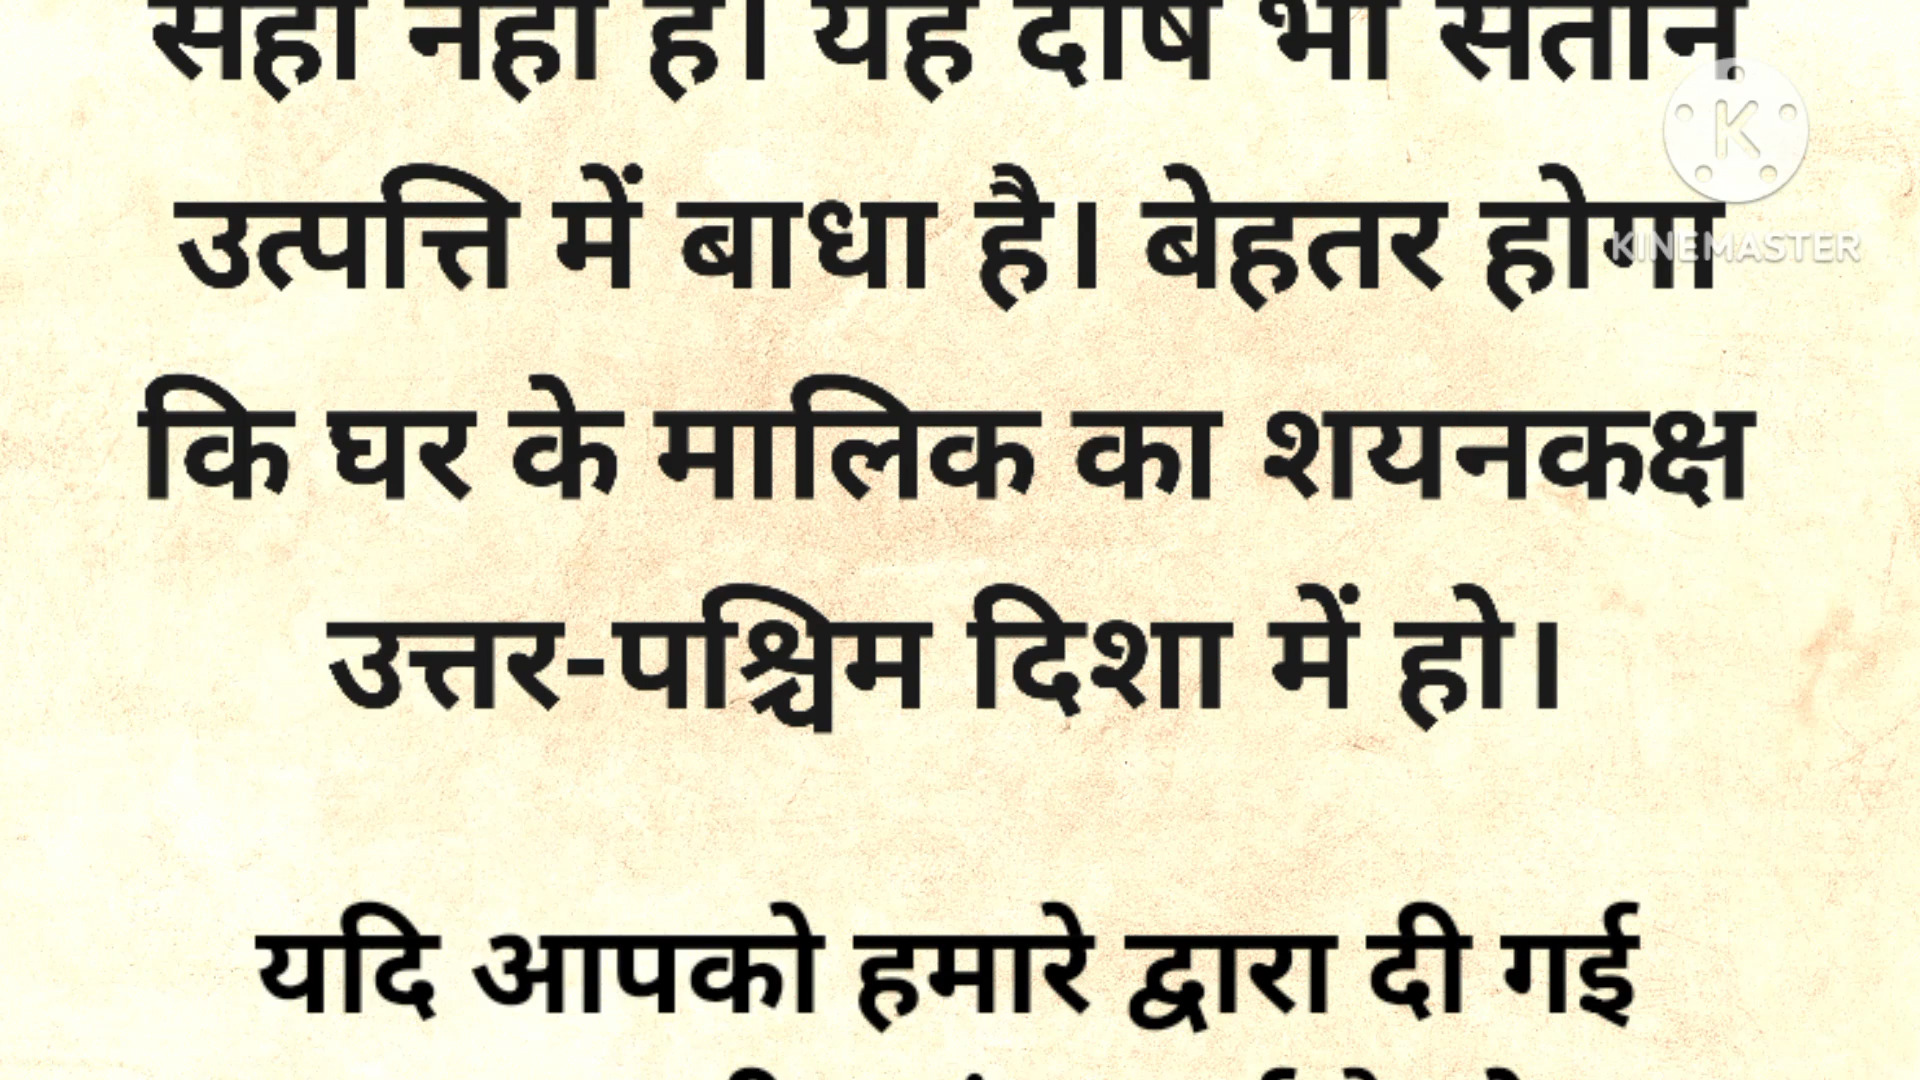 सही नहीं है। यह दोष भी संतान
उत्पत्ति में बाधा है। बेहतर होगा
कि घर के मालिक का शयनकक्ष
उत्तर-पश्चिम दिशा में हो।
यदि आपको हमारे द्वारा दी गई
K
KINEMASTER